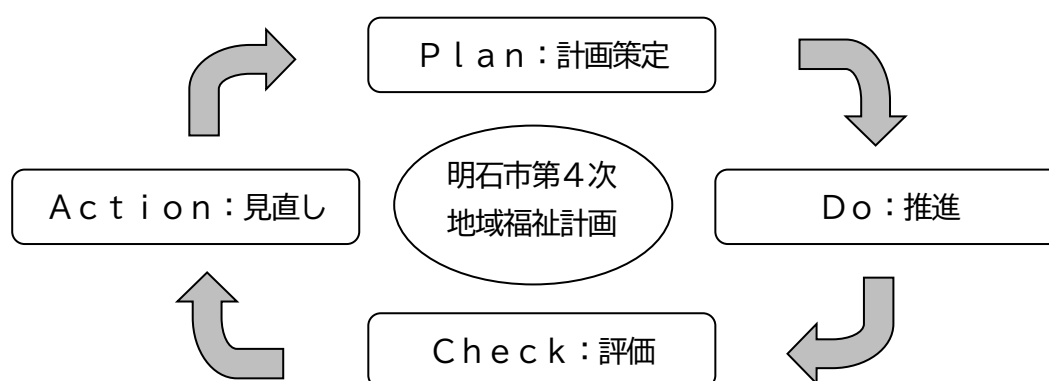 Ｐｌａｎ：計画策定
明石市第４次
地域福祉計画
Ａｃｔｉｏｎ：見直し
Ｄｏ：推進
Ｃｈｅｃｋ：評価